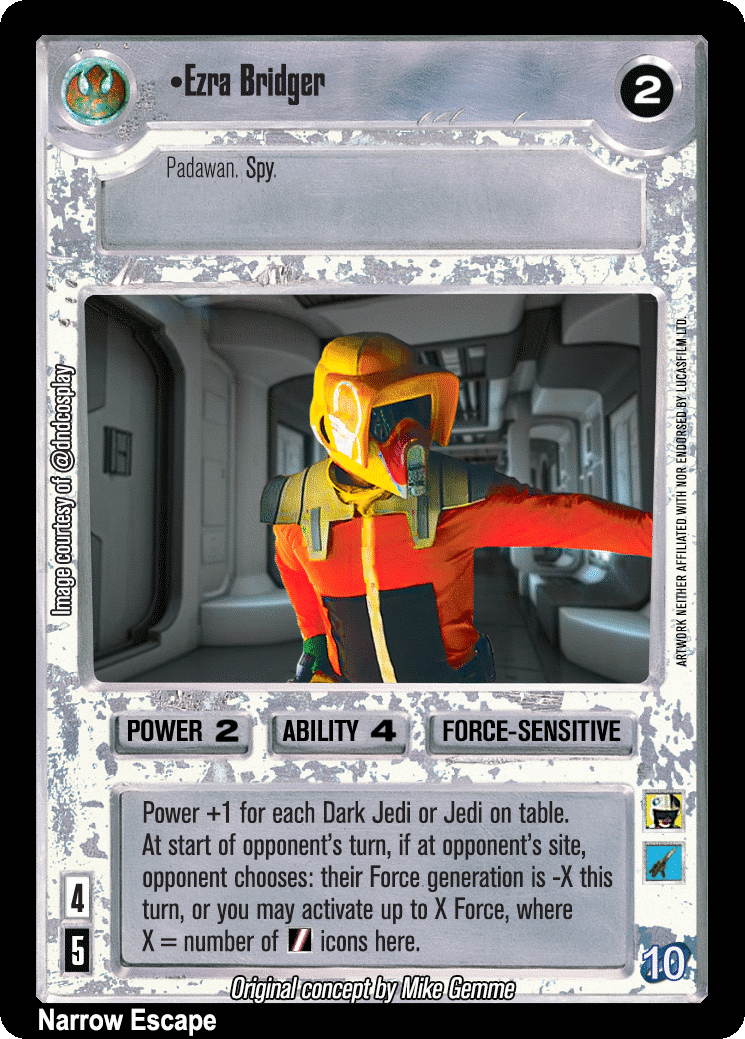 •Ezra Bridger
2
Padawan. Spy.
Image courtesy of @dndcosplay
ARTWORK NEITHER AFFILIATED WITH NOR ENDORSED BY LUCASFILM LTD.
POWER 2
ABILITY 4
FORCE-SENSITIVE
Power +1 for each Dark Jedi or Jedi on table.
At start of opponent’s turn, if at opponent’s site,
opponent chooses: their Force generation is -X this
turn, or you may activate up to X Force, where
X = number of icons here.
4
5
10
Original concept by Mike Gemme
Narrow Escape